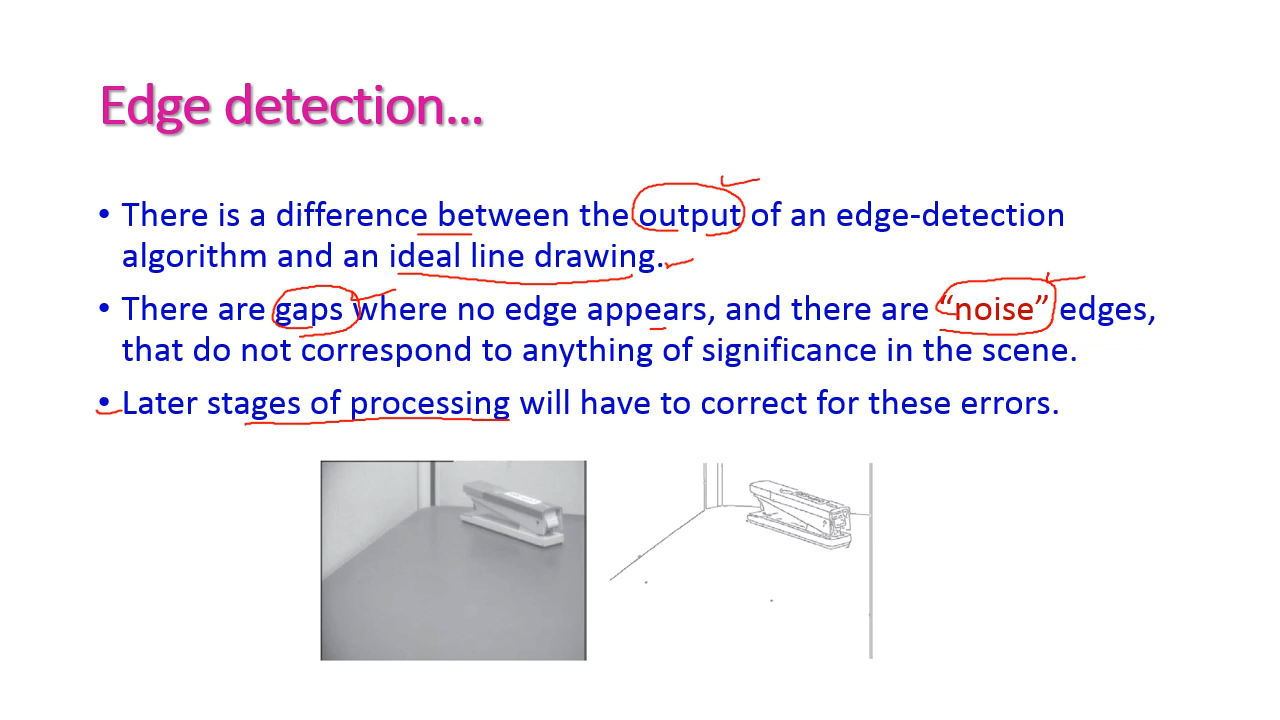 Edge detection...
• There is a difference between the output of an edge-detection
algorithm and an ideal line drawing.
• There are gaps where no edge appears, and there are “noise” edges,
that do not correspond to anything of significance in the scene.
• Later stages of processing will have to correct for these errors.